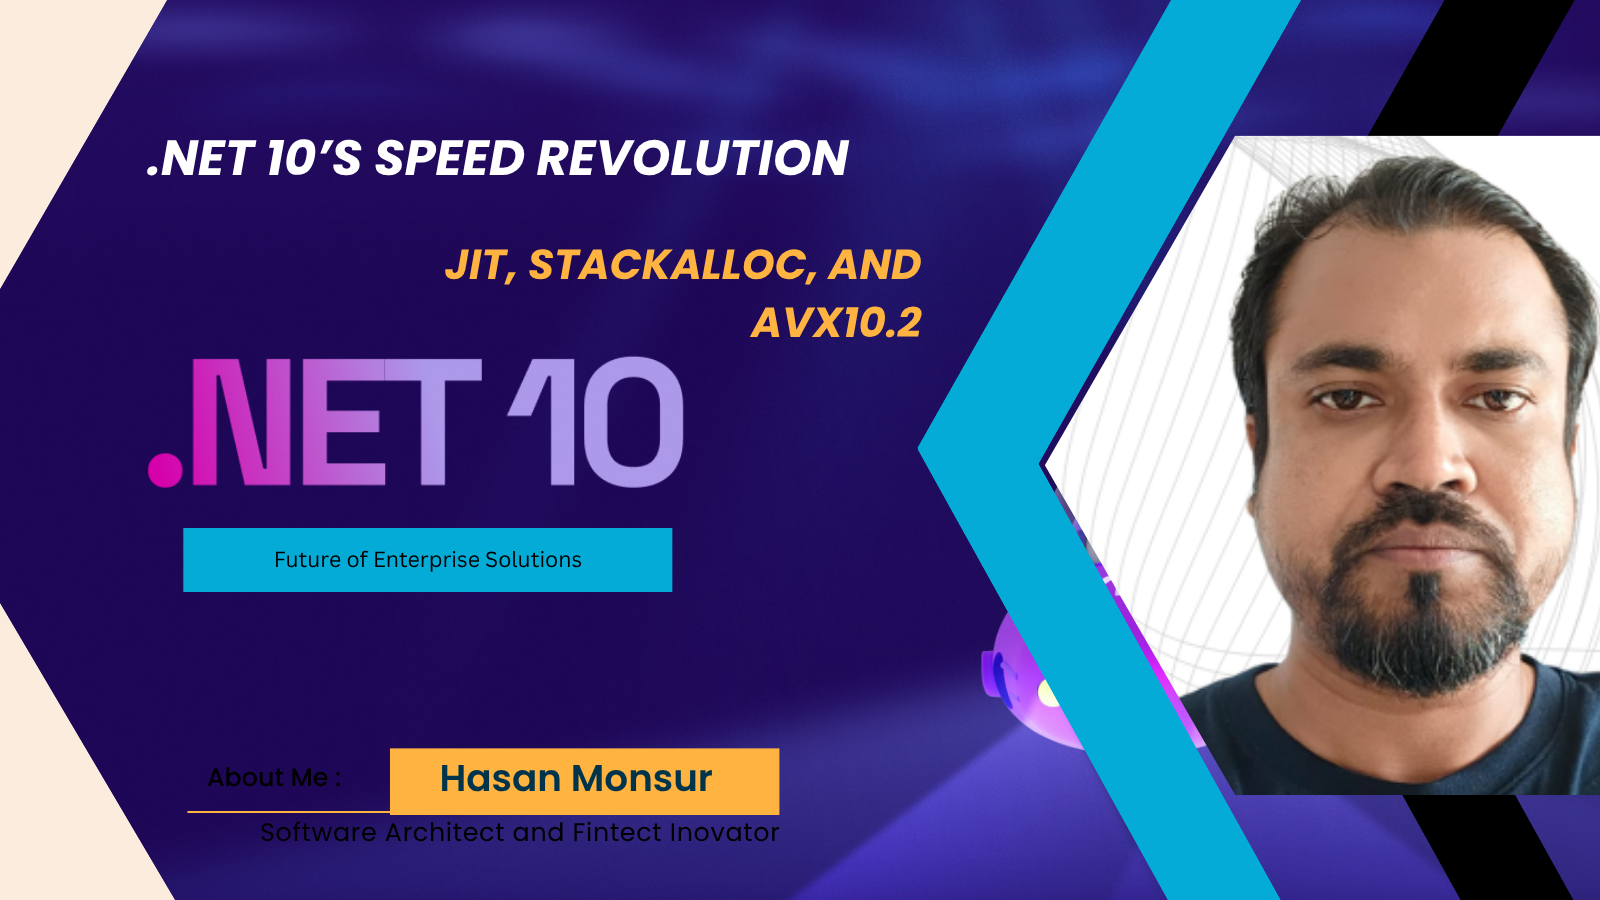 .NET 10’S SPEED REVOLUTION
JIT, STACKALLOC, AND
AVX10.2
.NET 10
Future of Enterprise Solutions
About Me :
Hasan Monsur
Software Architect and Fintect Inovator